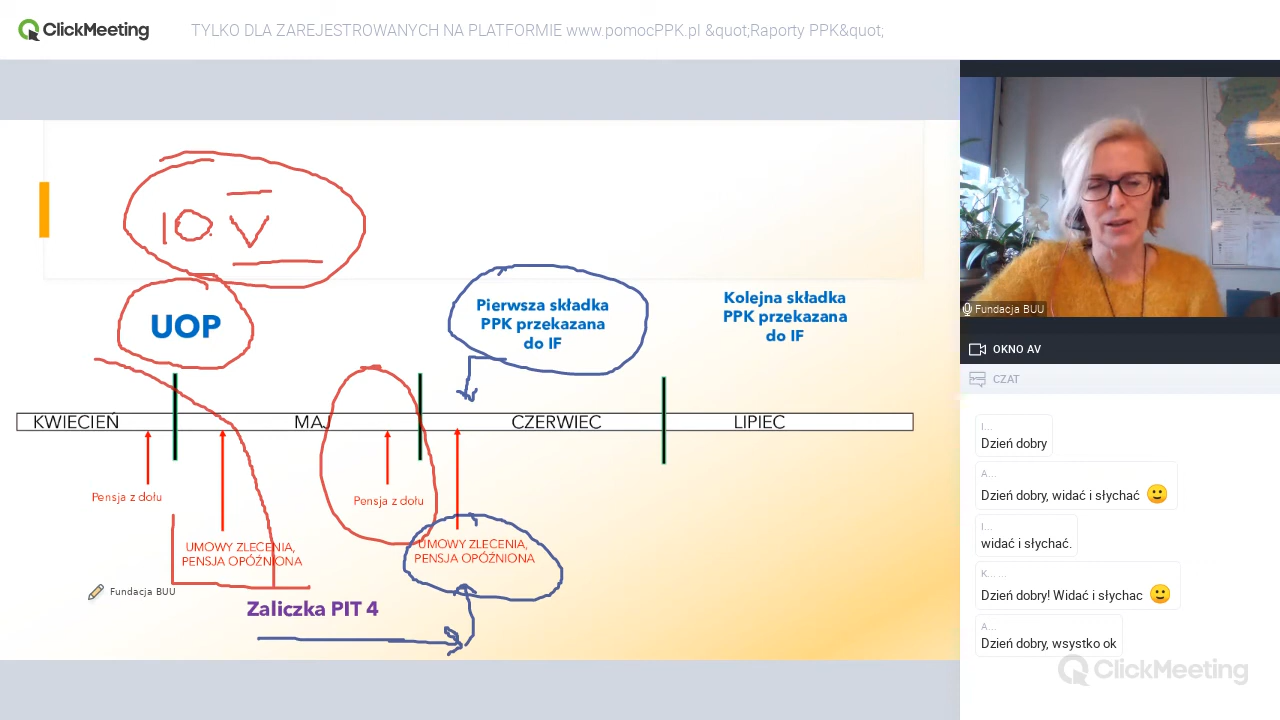 ClickMeeting
TYLKO DLA ZAREJESTROWANYCH NA PLATFORMIE www.pomocPPK.pl &quot;Raporty PPK&quot;
10 V
UOP
Pierwsza składka
PPK przekazana
do IF
Kolejna składka
PPK przekazana
do IF
KWIECIEŃ
MAJ
CZERWIEC
LIPIEC
Pensja z dołu
Pensja z dołu
UMOWY ZLECENIA,
PENSJA OPÓŹNIONA
UMOWY ZLECENIA,
PENSJA OPÓŹNIONA
Fundacja BUU
Zaliczka PIT 4
Fundacja BUU
OKNO AV
CZAT
I...
Dzień dobry
A...
Dzień dobry, widać i słychać 🙂
I...
widać i słychać.
K... ...
Dzień dobry! Widać i słychac 🙂
A...
Dzień dobry, wsystko ok
ClickMeeting